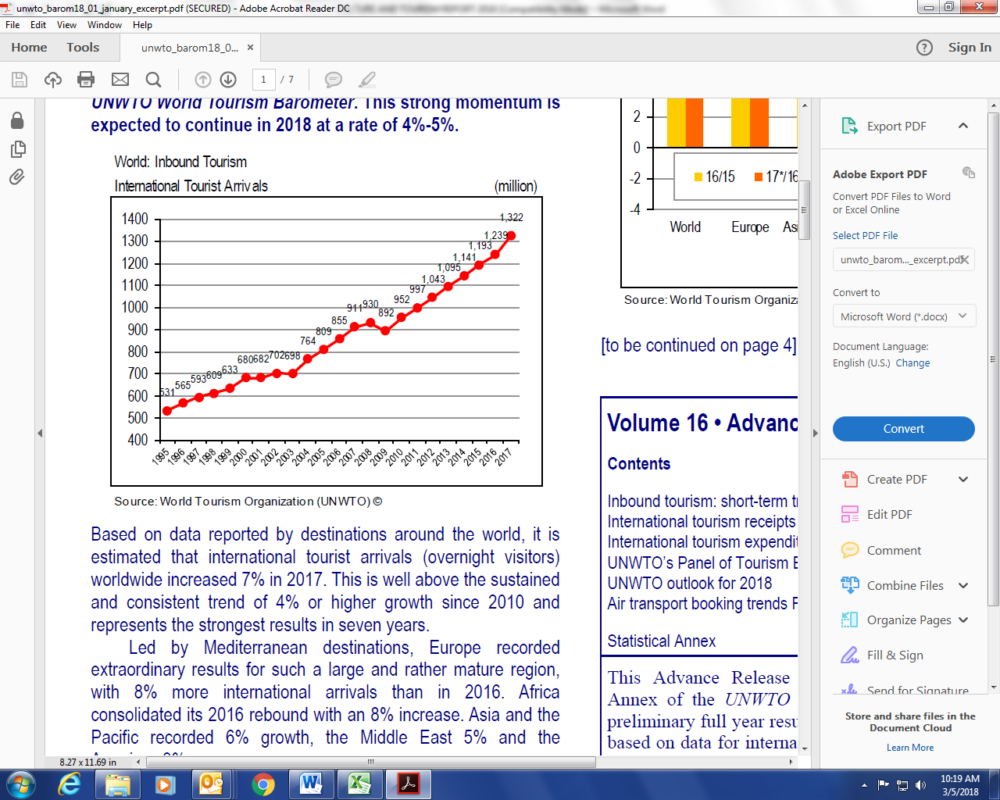 unwto_barom18_01_january_excerpt.pdf (SECURED) - Adobe Acrobat Reader DC
File Edit View Window Help
Home Tools unwto_barom18_0... × Sign In
1 / 7
UNWTO World Tourism Barometer. This strong momentum is
expected to continue in 2018 at a rate of 4%-5%.
World: Inbound Tourism
International Tourist Arrivals (million)
1400
1300
1200
1100
1000
900
800
700
600
500
400
531
565
593
609
633
680
682
702
698
764
809
855
911
930
892
952
997
1,043
1,095
1,141
1,193
1,239
1,322
1995
1996
1997
1998
1999
2000
2001
2002
2003
2004
2005
2006
2007
2008
2009
2010
2011
2012
2013
2014
2015
2016
2017
Source: World Tourism Organization (UNWTO) ©
Based on data reported by destinations around the world, it is
estimated that international tourist arrivals (overnight visitors)
worldwide increased 7% in 2017. This is well above the sustained
and consistent trend of 4% or higher growth since 2010 and
represents the strongest results in seven years.
Led by Mediterranean destinations, Europe recorded
extraordinary results for such a large and rather mature region,
with 8% more international arrivals than in 2016. Africa
consolidated its 2016 rebound with an 8% increase. Asia and the
Pacific recorded 6% growth, the Middle East 5% and the
2
0
-2
-4
16/15 17*/16
World Europe Asi
Source: World Tourism Organiza
[to be continued on page 4]
Volume 16 • Advanc
Contents
Inbound tourism: short-term tr
International tourism receipts
International tourism expendit
UNWTO's Panel of Tourism E
UNWTO outlook for 2018
Air transport booking trends F
Statistical Annex
This Advance Release
Annex of the UNWTO
preliminary full year resu
based on data for interna
Export PDF
Adobe Export PDF
Convert PDF Files to Word
or Excel Online
Select PDF File
unwto_barom..._excerpt.pdf
Convert to
Microsoft Word (*.docx)
Document Language:
English (U.S.) Change
Convert
Create PDF
Edit PDF
Comment
Combine Files
Organize Pages
Fill & Sign
Send for Signature
Store and share files in the
Document Cloud
Learn More
8.27 x 11.69 in
10:19 AM
3/5/2018